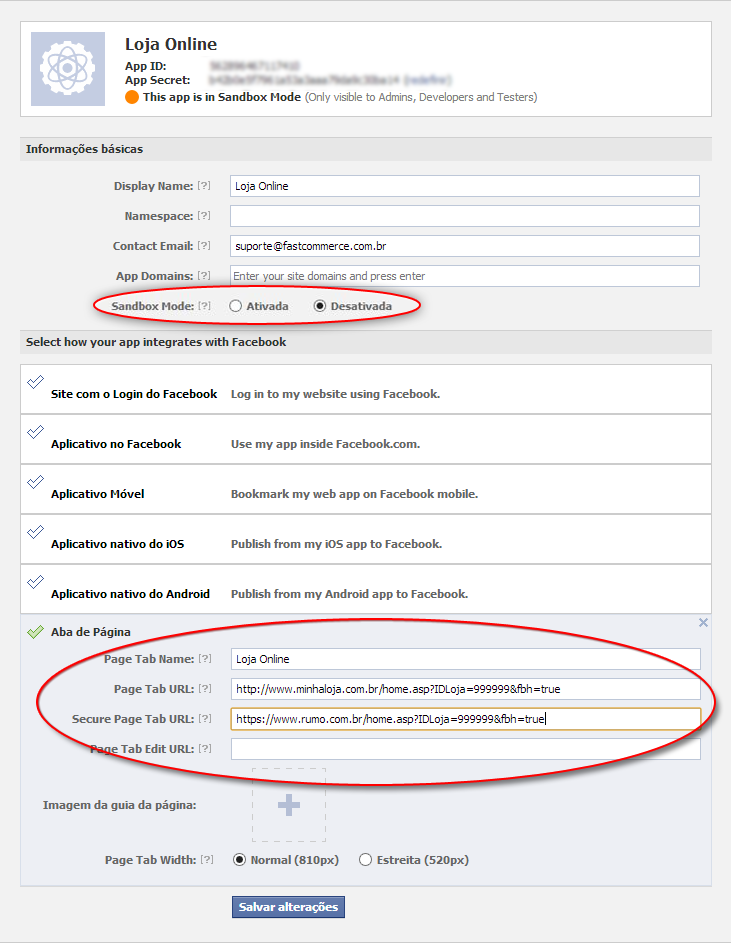 Loja Online
App ID:
App Secret:
This app is in Sandbox Mode (Only visible to Admins, Developers and Testers)
Informações básicas
Display Name: [?] Loja Online
Namespace: [?]
Contact Email: [?] suporte@fastcommerce.com.br
App Domains: [?] Enter your site domains and press enter
Sandbox Mode: [?] Ativada Desativada
Select how your app integrates with Facebook
Site com o Login do Facebook Log in to my website using Facebook.
Aplicativo no Facebook Use my app inside Facebook.com.
Aplicativo Móvel Bookmark my web app on Facebook mobile.
Aplicativo nativo do iOS Publish from my iOS app to Facebook.
Aplicativo nativo do Android Publish from my Android app to Facebook.
Aba de Página
Page Tab Name: [?] Loja Online
Page Tab URL: [?] http://www.minhaloja.com.br/home.asp?IDLoja=999999&fbh=true
Secure Page Tab URL: [?] https://www.rumo.com.br/home.asp?IDLoja=999999&fbh=true
Page Tab Edit URL: [?]
Imagem da guia da página:
Page Tab Width: [?] Normal (810px) Estreita (520px)
Salvar alterações